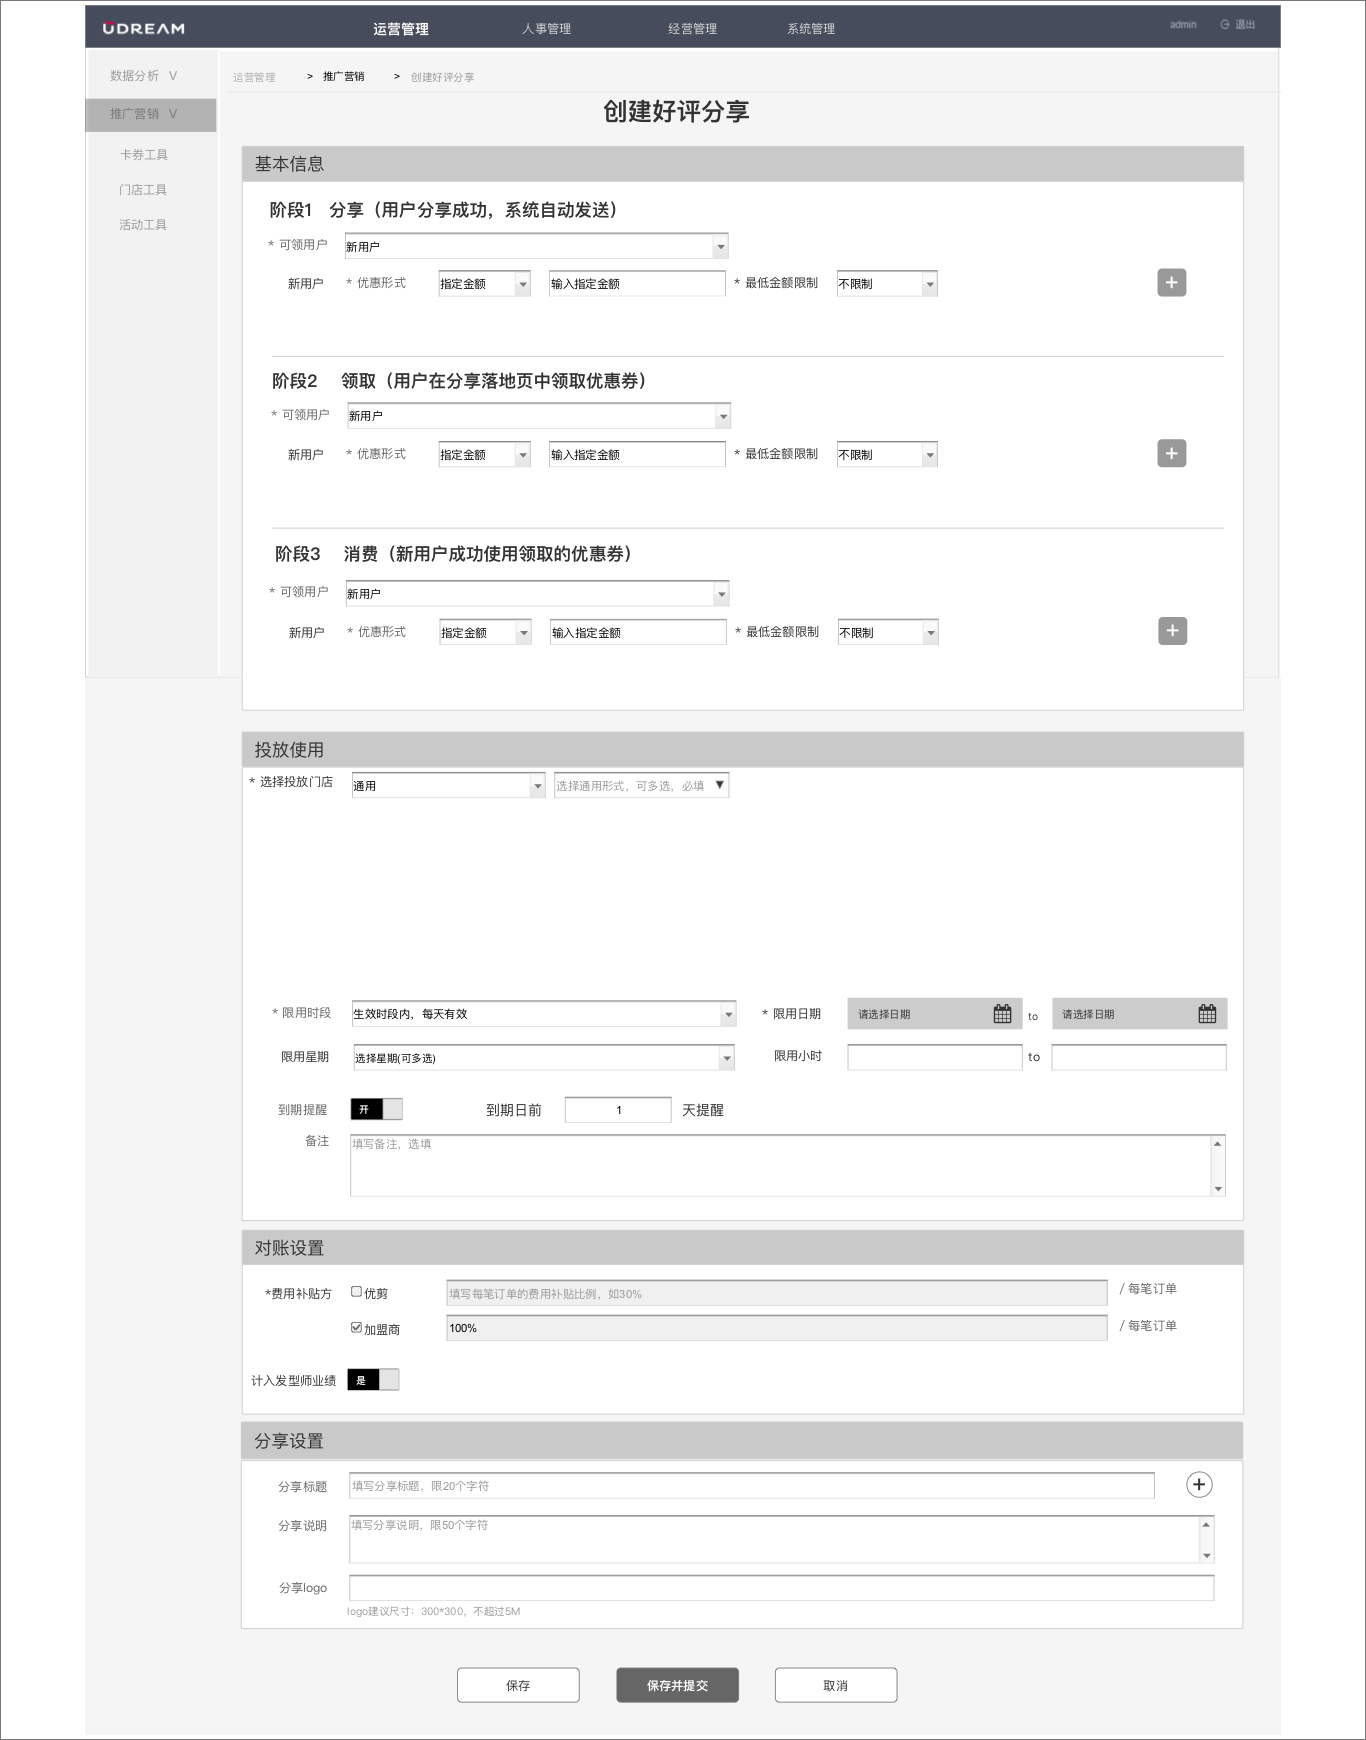 UDREAM 运营管理 人事管理 经营管理 系统管理 admin 退出
数据分析 V
推广营销 V
卡券工具
门店工具
活动工具
运营管理 > 推广营销 > 创建好评分享
创建好评分享
基本信息
阶段1 分享（用户分享成功，系统自动发送）
* 可领用户 新用户
新用户 * 优惠形式 指定金额 输入指定金额 * 最低金额限制 不限制 +
阶段2 领取（用户在分享落地页中领取优惠券）
* 可领用户 新用户
新用户 * 优惠形式 指定金额 输入指定金额 * 最低金额限制 不限制 +
阶段3 消费（新用户成功使用领取的优惠券）
* 可领用户 新用户
新用户 * 优惠形式 指定金额 输入指定金额 * 最低金额限制 不限制 +
投放使用
* 选择投放门店 通用 选择通用形式，可多选，必填
* 限用时段 生效时段内，每天有效 * 限用日期 请选择日期 to 请选择日期
限用星期 选择星期(可多选) 限用小时 to
到期提醒 开 到期日前 1 天提醒
备注 填写备注，选填
对账设置
*费用补贴方 优剪 填写每笔订单的费用补贴比例，如30% / 每笔订单
加盟商 100% / 每笔订单
计入发型师业绩 是
分享设置
分享标题 填写分享标题，限20个字符 +
分享说明 填写分享说明，限50个字符
分享logo
logo建议尺寸：300*300，不超过5M
保存 保存并提交 取消